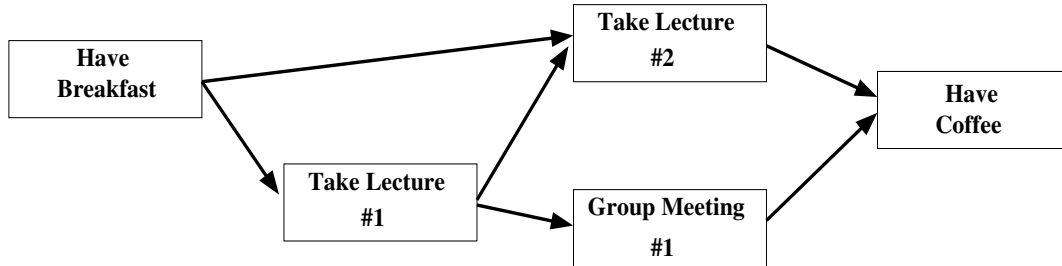 Have
Breakfast
Take Lecture
#1
Take Lecture
#2
Group Meeting
#1
Have
Coffee